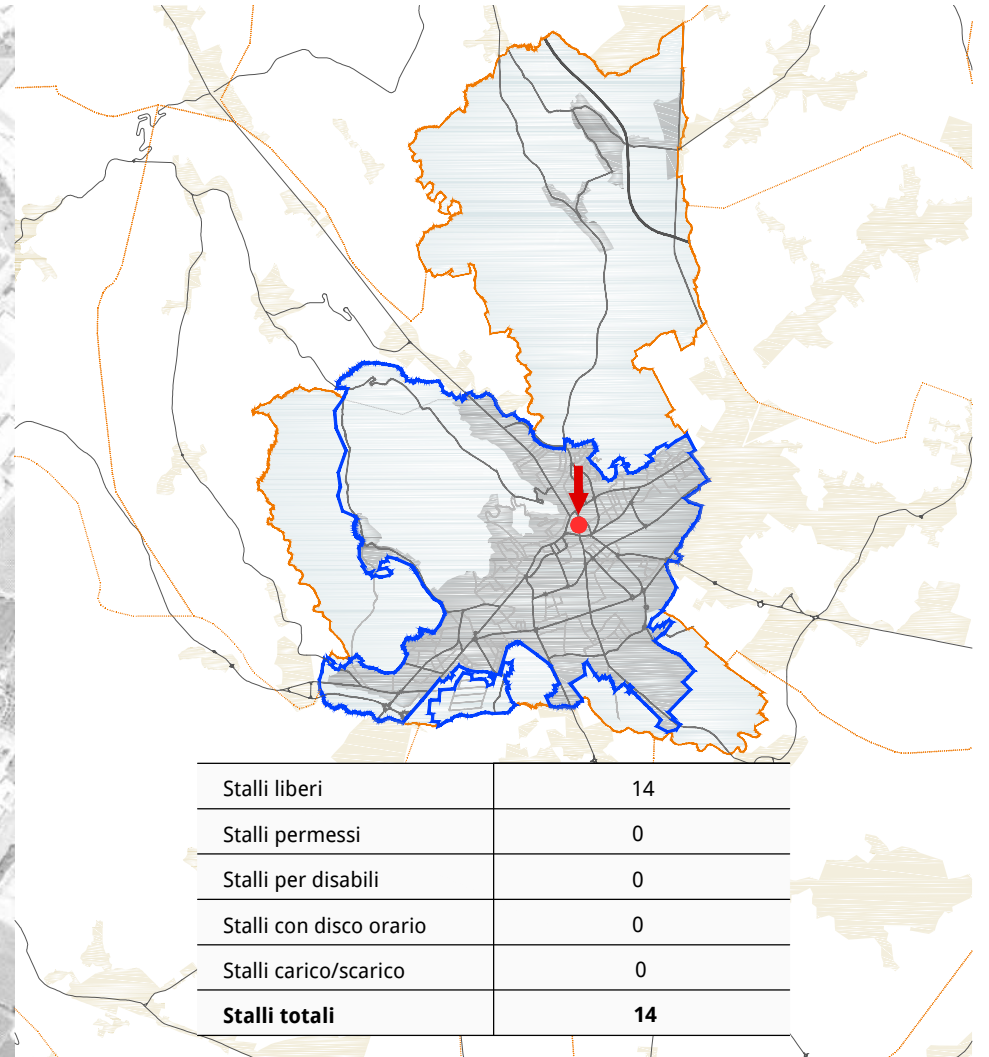 Stalli liberi 14
Stalli permessi 0
Stalli per disabili 0
Stalli con disco orario 0
Stalli carico/scarico 0
Stalli totali 14